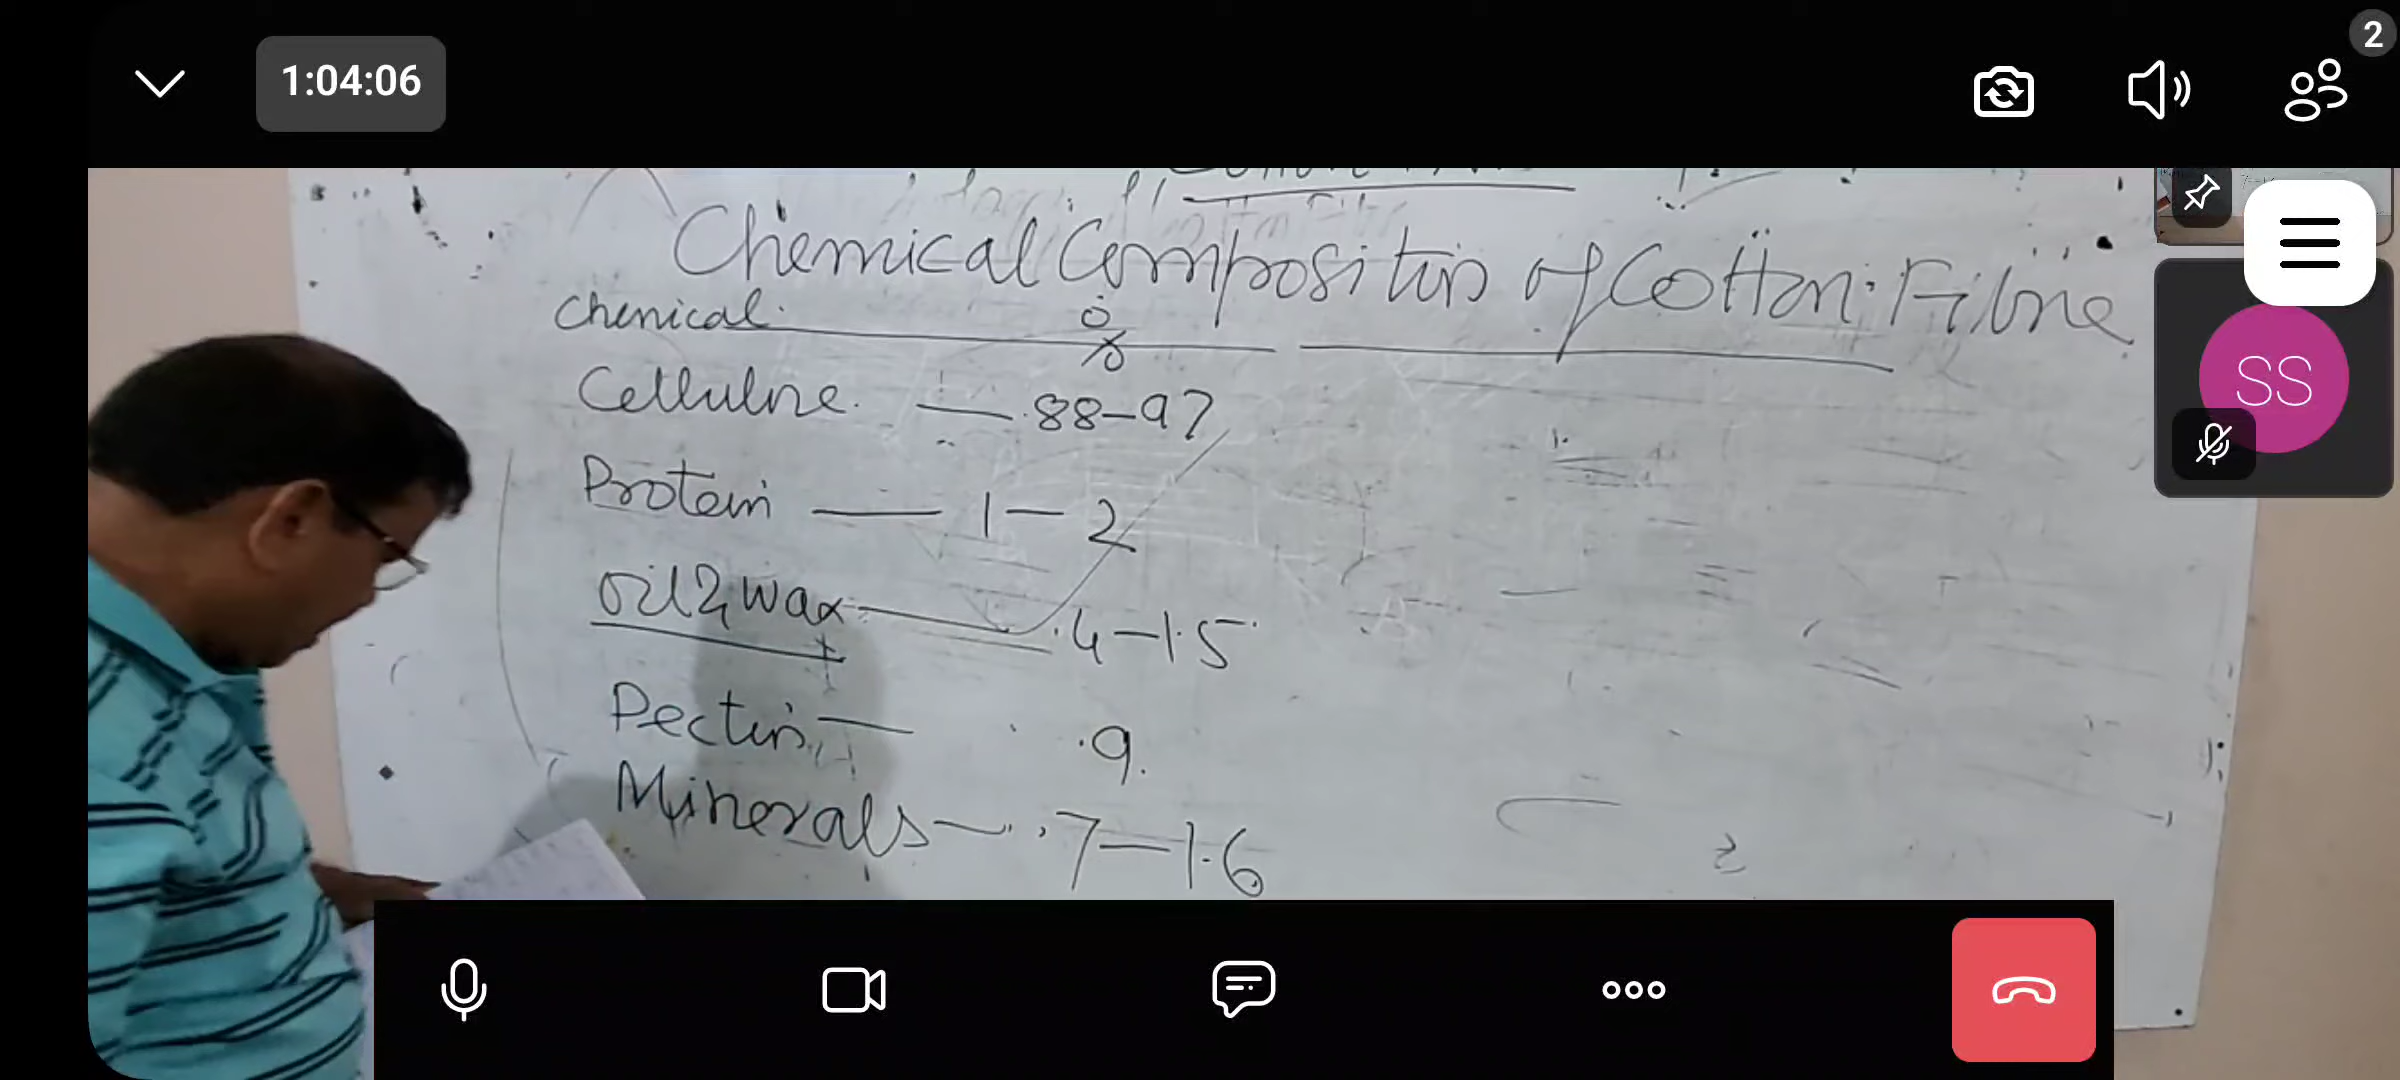 1:04:06
2
Chemical Composition of Cotton Fibre
Chemical %
Cellulose — 88-97
Protein — 1-2
Oil & wax — .4-1.5
Pectin — .9
Minerals — .7-1.6
SS